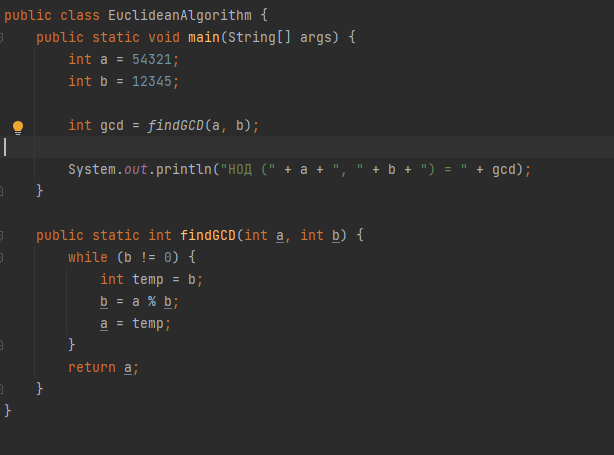 public class EuclideanAlgorithm {
    public static void main(String[] args) {
        int a = 54321;
        int b = 12345;

        int gcd = findGCD(a, b);

        System.out.println("НОД (" + a + ", " + b + ") = " + gcd);
    }

    public static int findGCD(int a, int b) {
        while (b != 0) {
            int temp = b;
            b = a % b;
            a = temp;
        }
        return a;
    }
}